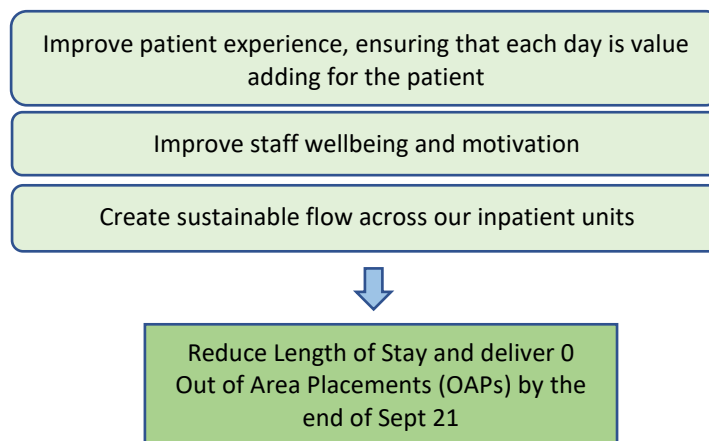 Improve patient experience, ensuring that each day is value
adding for the patient
Improve staff wellbeing and motivation
Create sustainable flow across our inpatient units
Reduce Length of Stay and deliver 0
Out of Area Placements (OAPs) by the
end of Sept 21